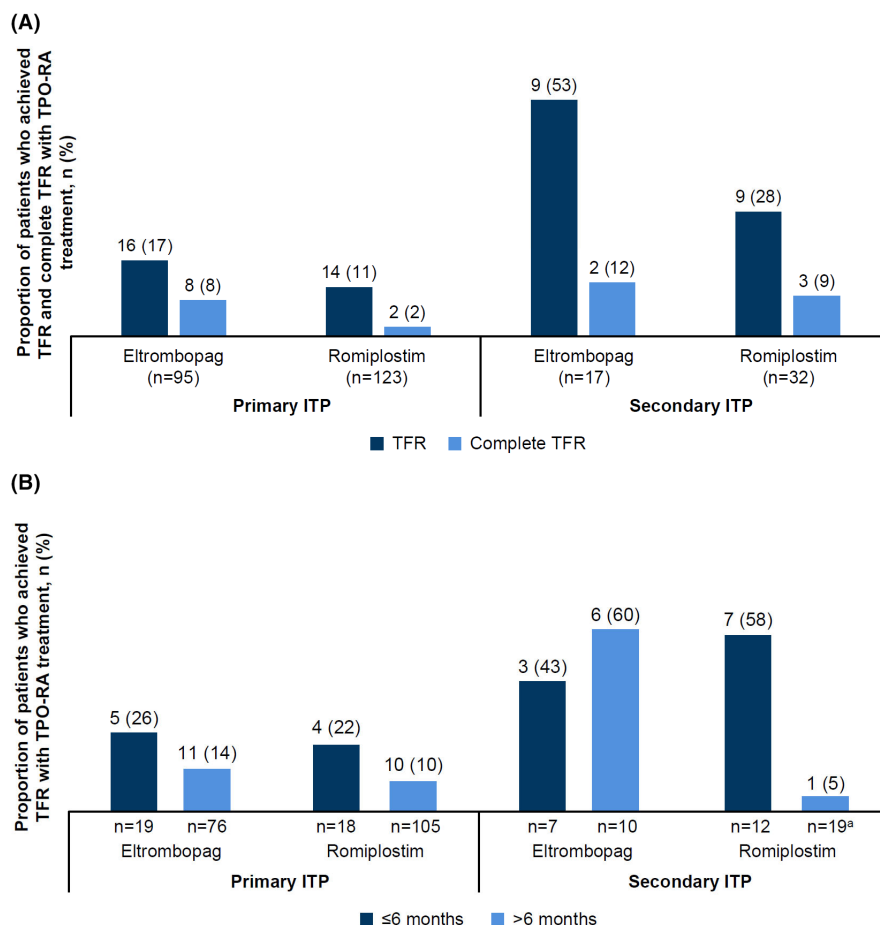 (A)
Proportion of patients who achieved
TFR and complete TFR with TPO-RA
treatment, n (%)
16 (17)
8 (8)
14 (11)
2 (2)
9 (53)
2 (12)
9 (28)
3 (9)
Eltrombopag
(n=95)
Romiplostim
(n=123)
Eltrombopag
(n=17)
Romiplostim
(n=32)
Primary ITP
Secondary ITP
TFR
Complete TFR
(B)
Proportion of patients who achieved
TFR with TPO-RA treatment, n (%)
5 (26)
11 (14)
4 (22)
10 (10)
3 (43)
6 (60)
7 (58)
1 (5)
n=19
n=76
n=18
n=105
n=7
n=10
n=12
n=19ᵃ
Eltrombopag
Romiplostim
Eltrombopag
Romiplostim
Primary ITP
Secondary ITP
≤6 months
>6 months